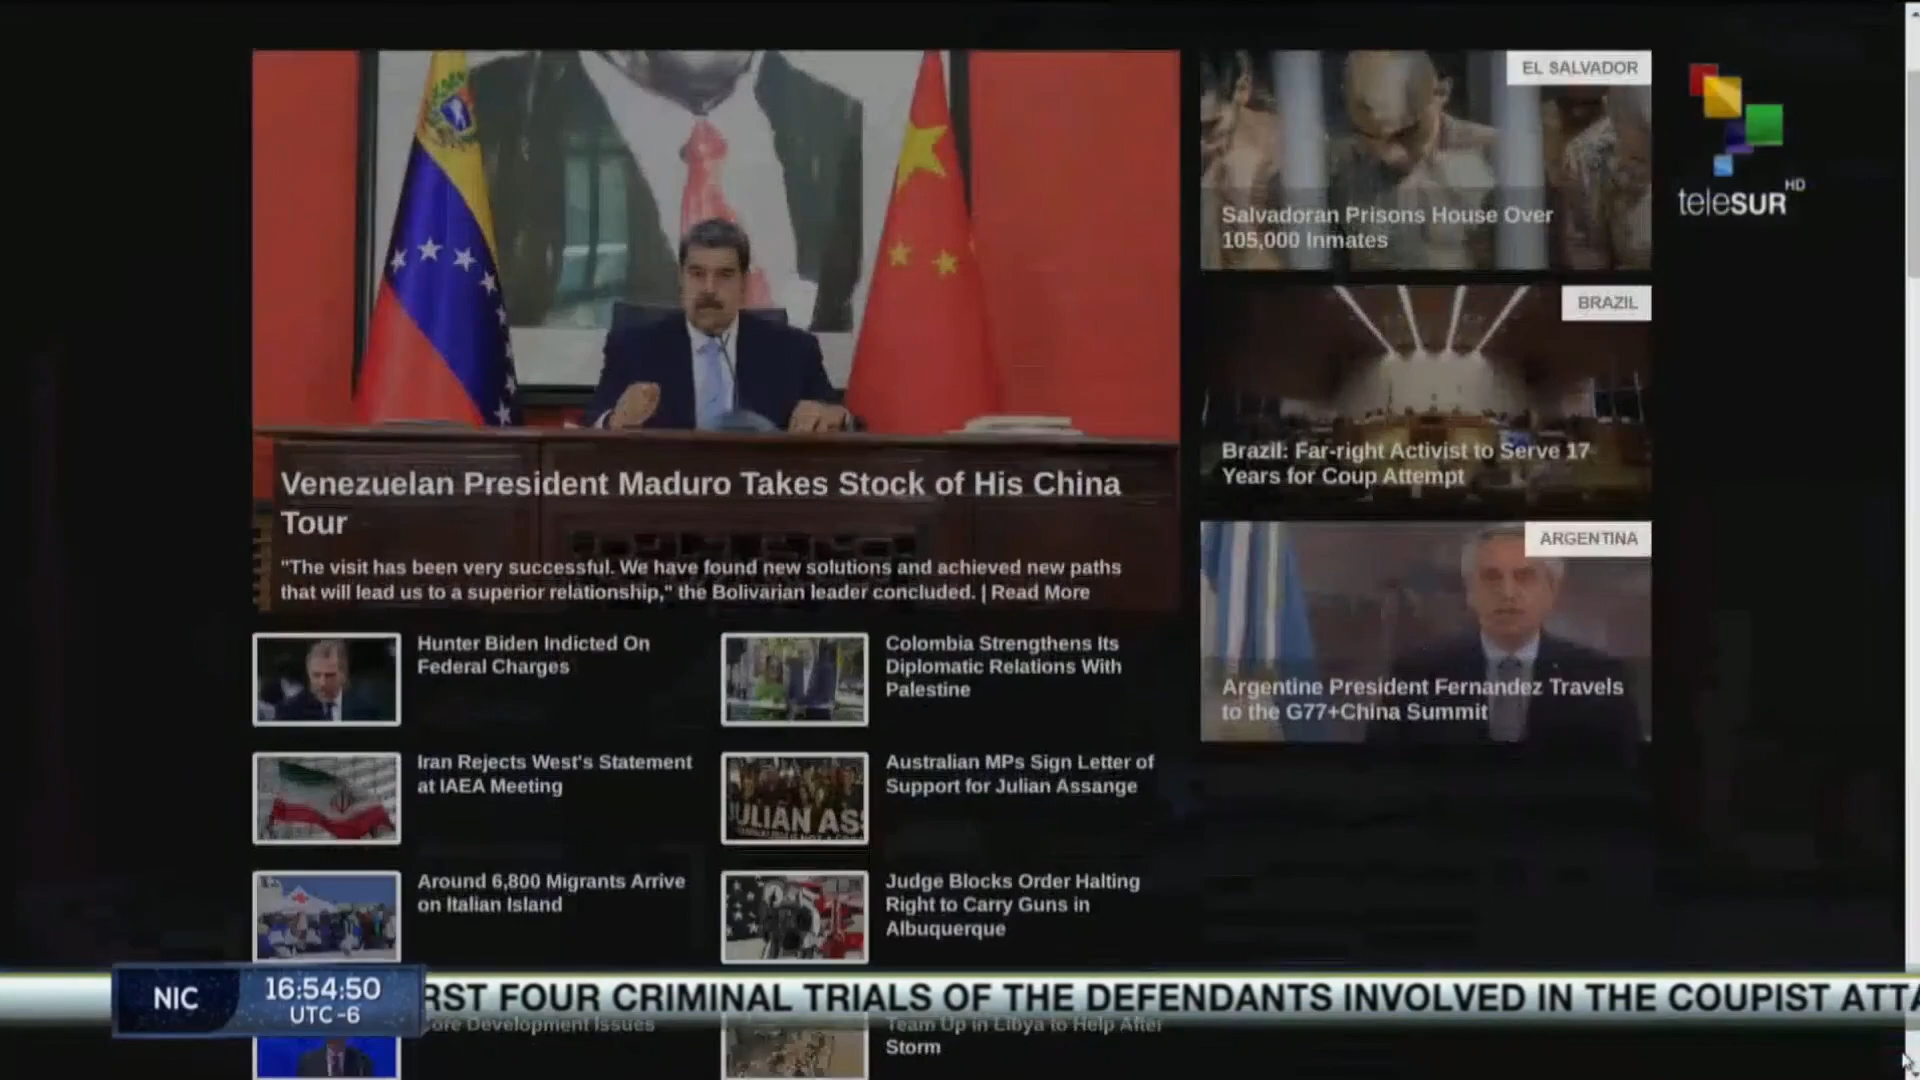 EL SALVADOR
Salvadoran Prisons House Over
105,000 Inmates
teleSUR HD
BRAZIL
Brazil: Far-right Activist to Serve 17
Years for Coup Attempt
ARGENTINA
Argentine President Fernandez Travels
to the G77+China Summit
Venezuelan President Maduro Takes Stock of His China
Tour
"The visit has been very successful. We have found new solutions and achieved new paths
that will lead us to a superior relationship," the Bolivarian leader concluded. | Read More
Hunter Biden Indicted On
Federal Charges
Colombia Strengthens Its
Diplomatic Relations With
Palestine
Iran Rejects West's Statement
at IAEA Meeting
Australian MPs Sign Letter of
Support for Julian Assange
ULIAN AS
Around 6,800 Migrants Arrive
on Italian Island
Judge Blocks Order Halting
Right to Carry Guns in
Albuquerque
NIC
16:54:50
UTC-6
RST FOUR CRIMINAL TRIALS OF THE DEFENDANTS INVOLVED IN THE COUPIST ATTA
ore Development Issues
Team Up in Libya to Help After
Storm